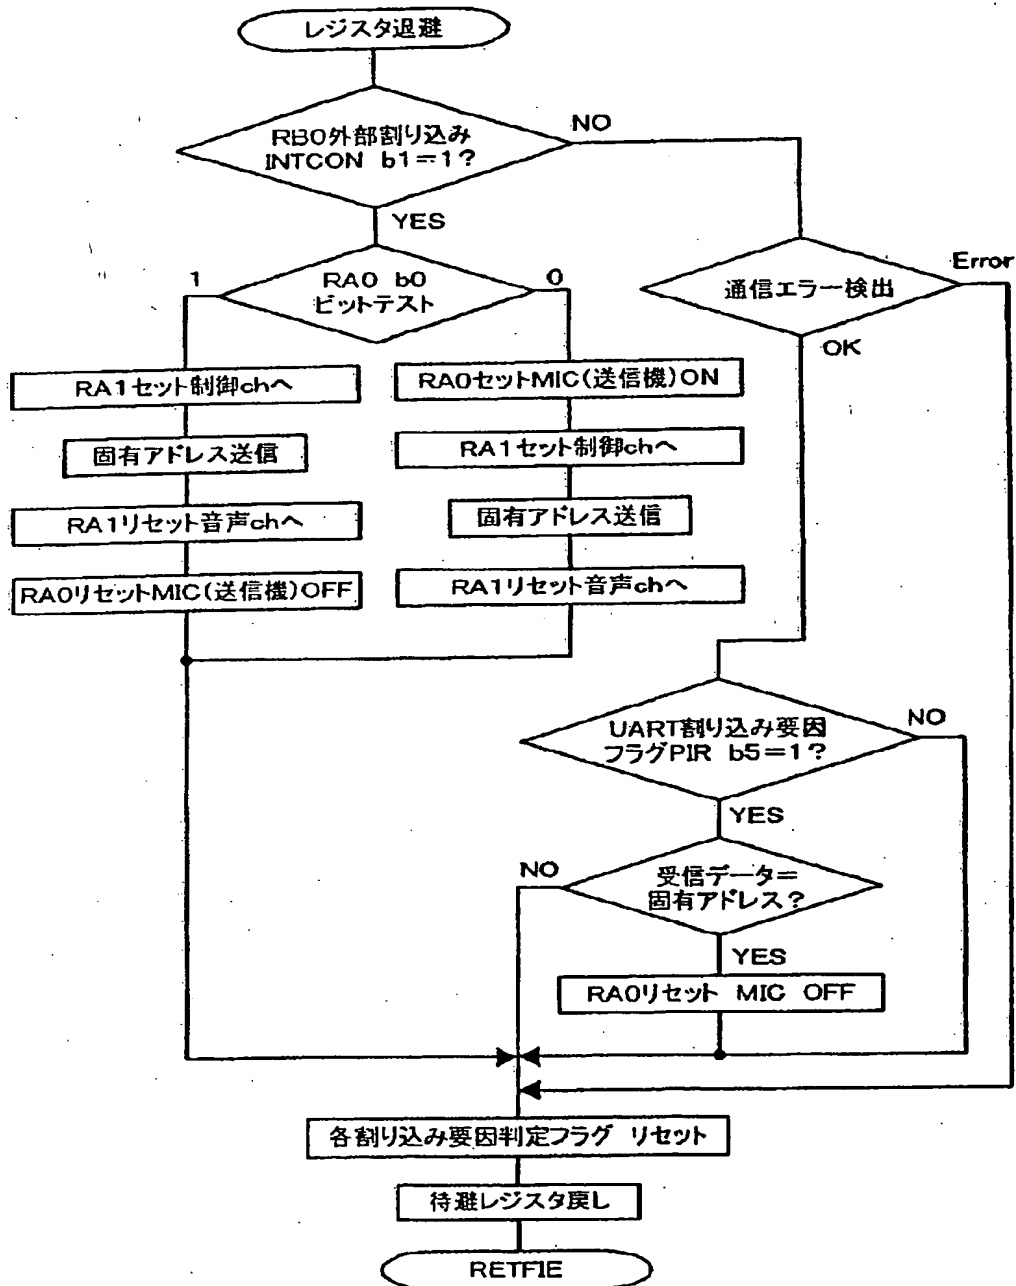 レジスタ退避
RB0外部割り込み
INTCON b1=1?
NO
YES
RA0 b0
ビットテスト
1
0
通信エラー検出
Error
OK
RA1セット制御chへ
固有アドレス送信
RA1リセット音声chへ
RA0リセットMIC(送信機)OFF
RA0セットMIC(送信機)ON
RA1セット制御chへ
固有アドレス送信
RA1リセット音声chへ
UART割り込み要因
フラグPIR b5=1?
NO
YES
受信データ=
固有アドレス?
NO
YES
RA0リセット MIC OFF
各割り込み要因判定フラグ リセット
待避レジスタ戻し
RETFIE